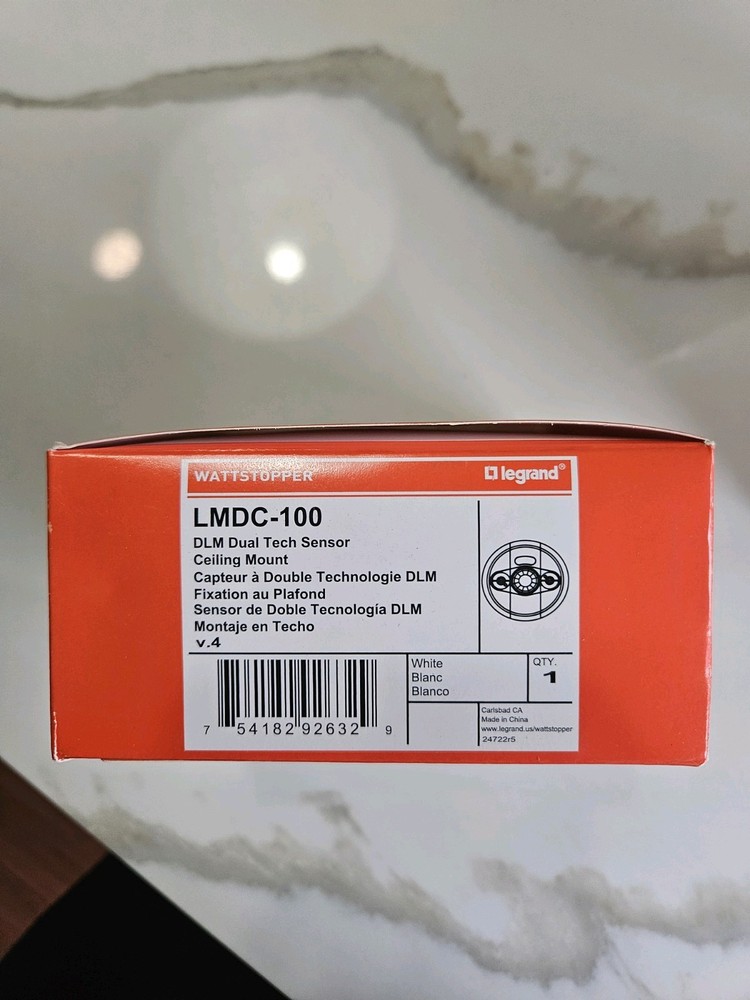 WATTSTOPPER
legrand®
LMDC-100
DLM Dual Tech Sensor
Ceiling Mount
Capteur à Double Technologie DLM
Fixation au Plafond
Sensor de Doble Tecnología DLM
Montaje en Techo
v.4
White
Blanc
Blanco
QTY.
1
7 54182 92632 9
Carlsbad CA
Made in China
www.legrand.us/wattstopper
24722r5